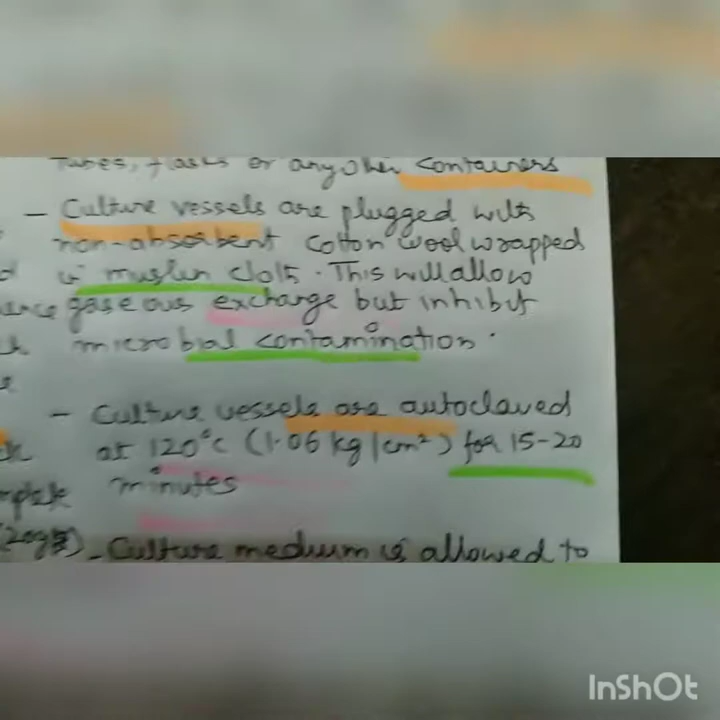 Tubes, flasks or any other containers
- Culture vessels are plugged with
non-absorbent cotton wool wrapped
is muslin cloth. This will allow
gaseous exchange but inhibit
microbial contamination.
- Culture vessels are autoclaved
at 120°c (1.06 kg/cm²) for 15-20
minutes
- Culture medium is allowed to
InShOt